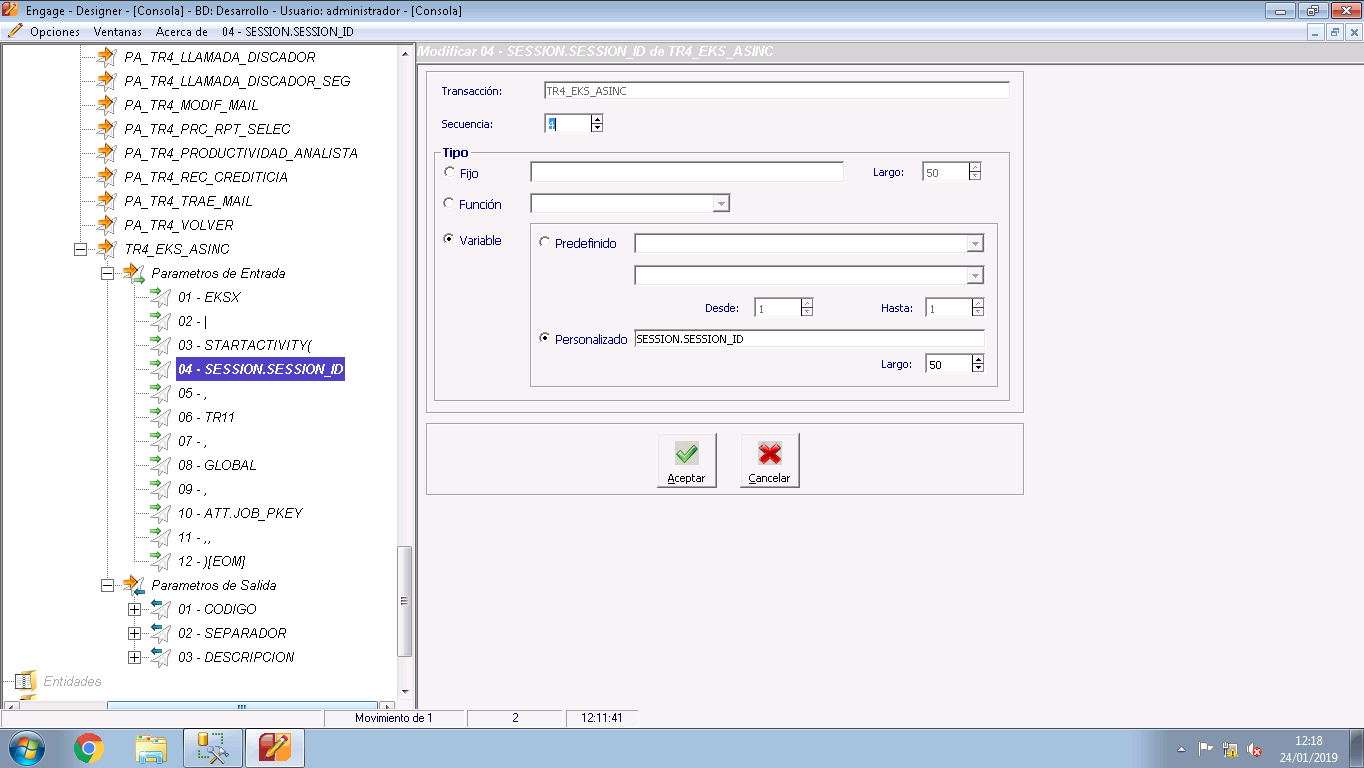 Engage - Designer - [Consola] - BD: Desarrollo - Usuario: administrador - [Consola]
Opciones Ventanas Acerca de 04 - SESSION.SESSION_ID
PA_TR4_LLAMADA_DISCADOR
PA_TR4_LLAMADA_DISCADOR_SEG
PA_TR4_MODIF_MAIL
PA_TR4_PRC_RPT_SELEC
PA_TR4_PRODUCTIVIDAD_ANALISTA
PA_TR4_REC_CREDITICIA
PA_TR4_TRAE_MAIL
PA_TR4_VOLVER
TR4_EKS_ASINC
Parametros de Entrada
01 - EKSX
02 - |
03 - STARTACTIVITY(
04 - SESSION.SESSION_ID
05 - ,
06 - TR11
07 - ,
08 - GLOBAL
09 - ,
10 - ATT.JOB_PKEY
11 - ,,
12 - )[EOM]
Parametros de Salida
01 - CODIGO
02 - SEPARADOR
03 - DESCRIPCION
Entidades
Modificar 04 - SESSION.SESSION_ID de TR4_EKS_ASINC
Transacción: TR4_EKS_ASINC
Secuencia: 4
Tipo
Fijo Largo: 50
Función
Variable Predefinido
Desde: 1 Hasta: 1
Personalizado SESSION.SESSION_ID
Largo: 50
Aceptar Cancelar
Movimiento de 1 2 12:11:41
12:18
24/01/2019